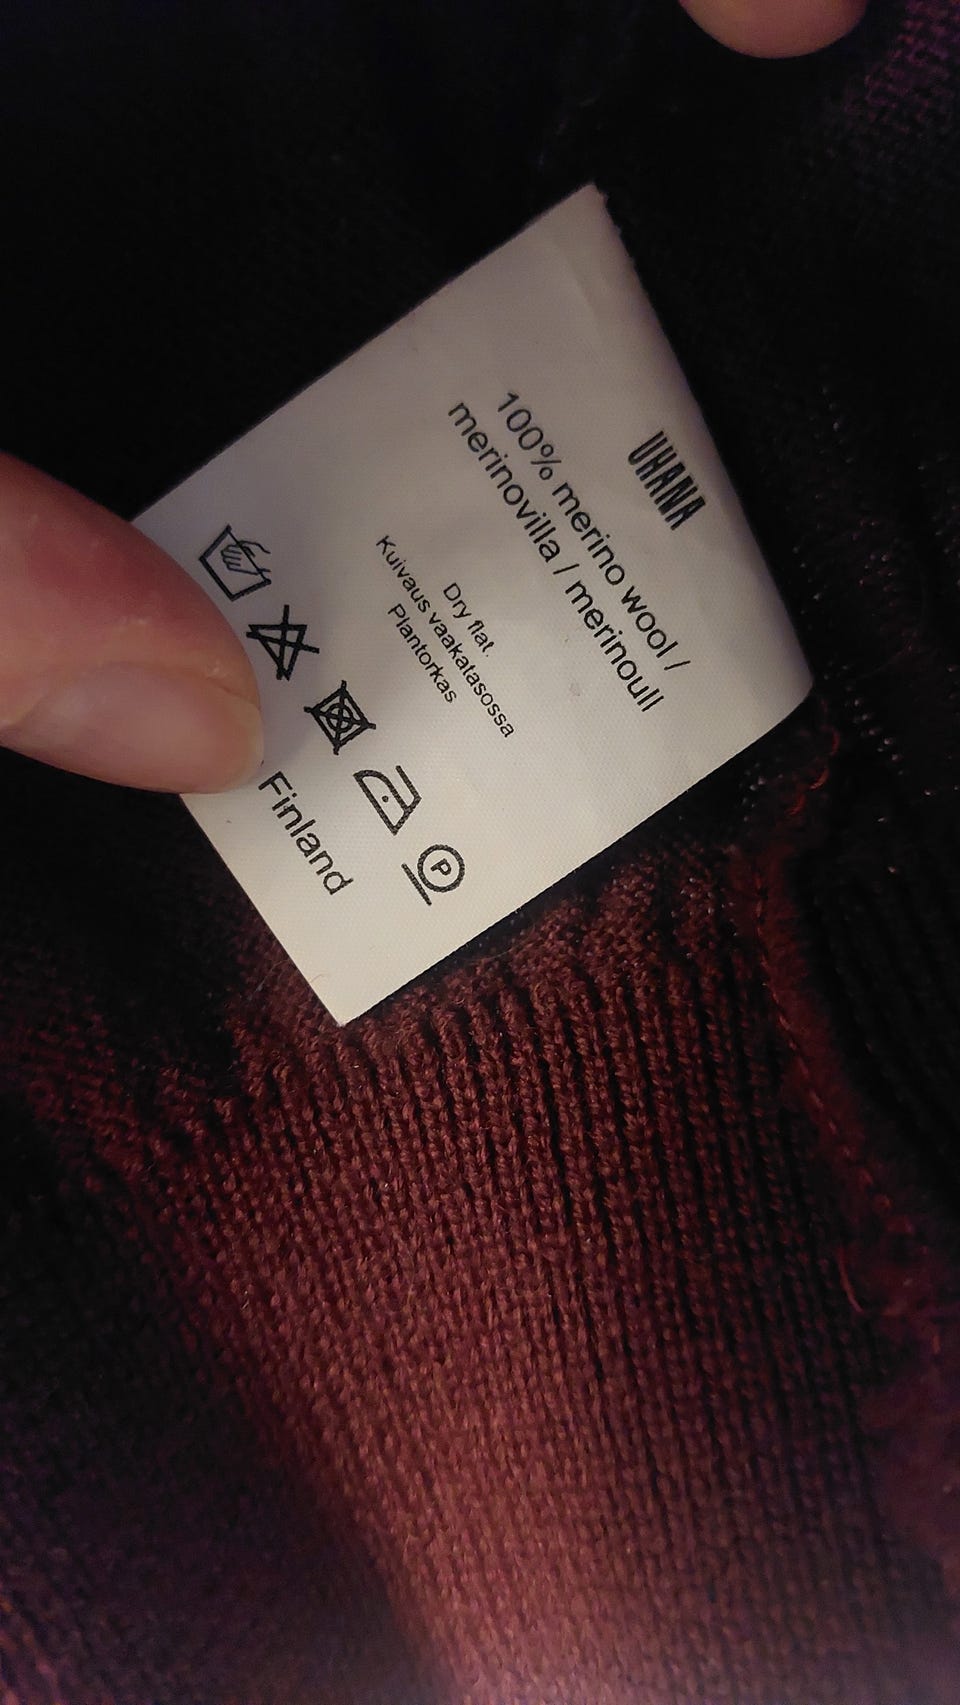 UHANA
100% merino wool /
merinovilla / merinoull
Dry flat.
Kuivaus vaakatasossa
Plantorkas
P
Finland